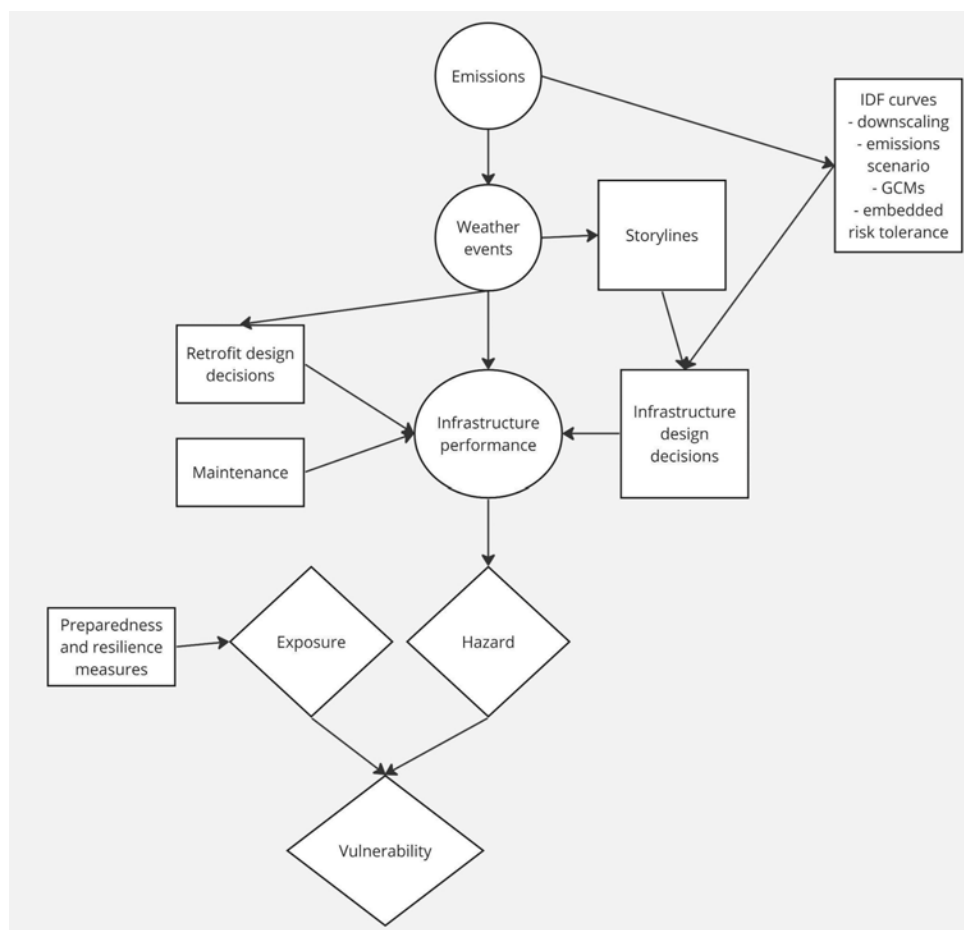 Emissions
IDF curves
- downscaling
- emissions
scenario
- GCMs
- embedded
risk tolerance
Weather
events
Storylines
Retrofit design
decisions
Infrastructure
performance
Infrastructure
design
decisions
Maintenance
Preparedness
and resilience
measures
Exposure
Hazard
Vulnerability